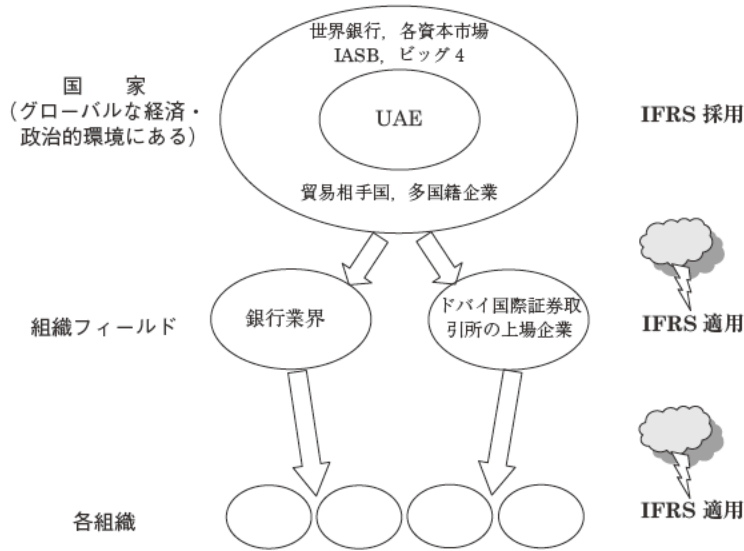 世界銀行，各資本市場
IASB，ビッグ4
国　家
（グローバルな経済・
政治的環境にある）
UAE
IFRS 採用
貿易相手国，多国籍企業
組織フィールド
銀行業界
ドバイ国際証券取
引所の上場企業
IFRS 適用
各組織
IFRS 適用